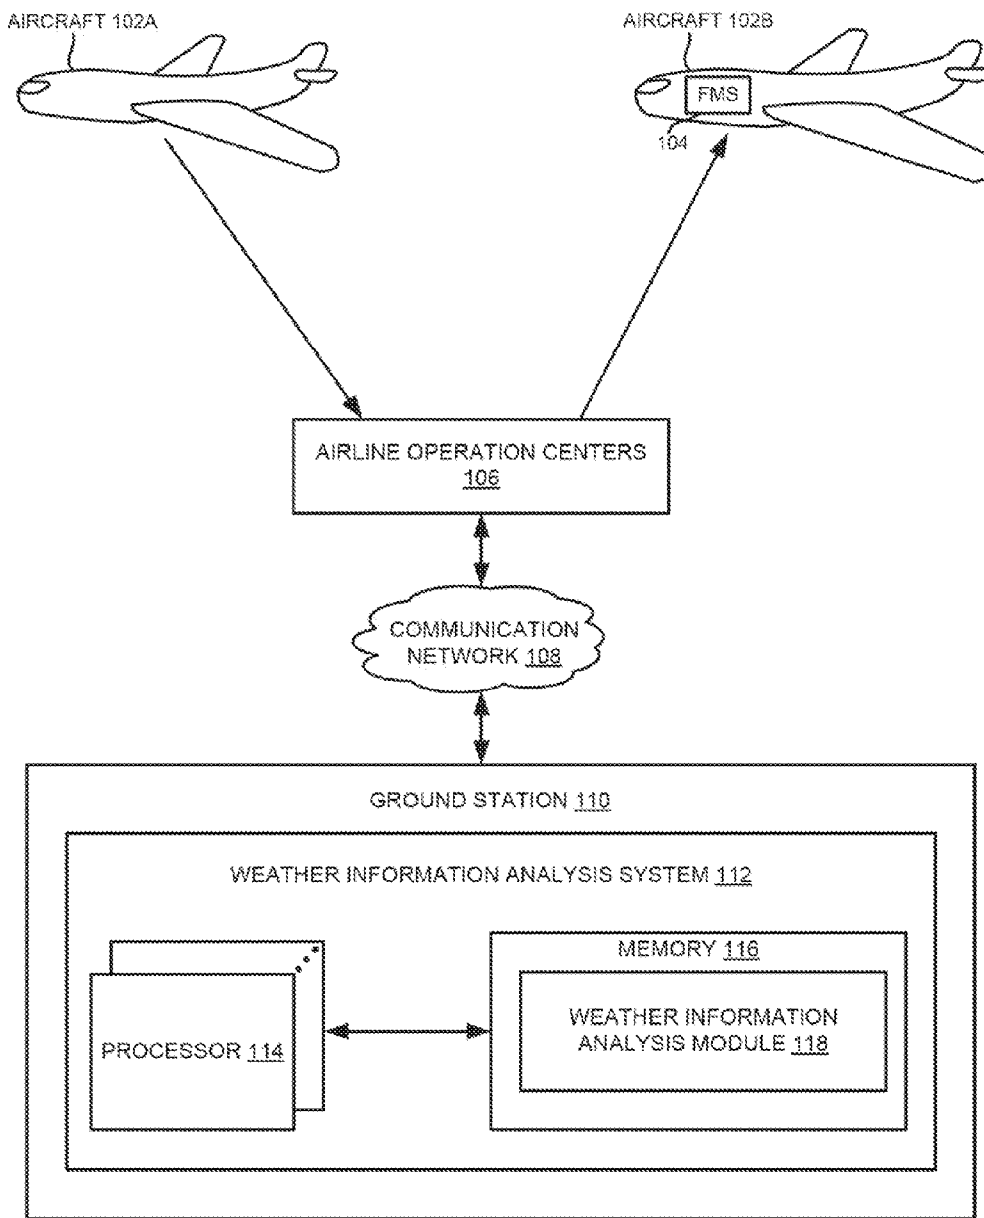 AIRCRAFT 102A
AIRCRAFT 102B
FMS
104
AIRLINE OPERATION CENTERS
106
COMMUNICATION
NETWORK 108
GROUND STATION 110
WEATHER INFORMATION ANALYSIS SYSTEM 112
MEMORY 116
WEATHER INFORMATION
ANALYSIS MODULE 118
PROCESSOR 114